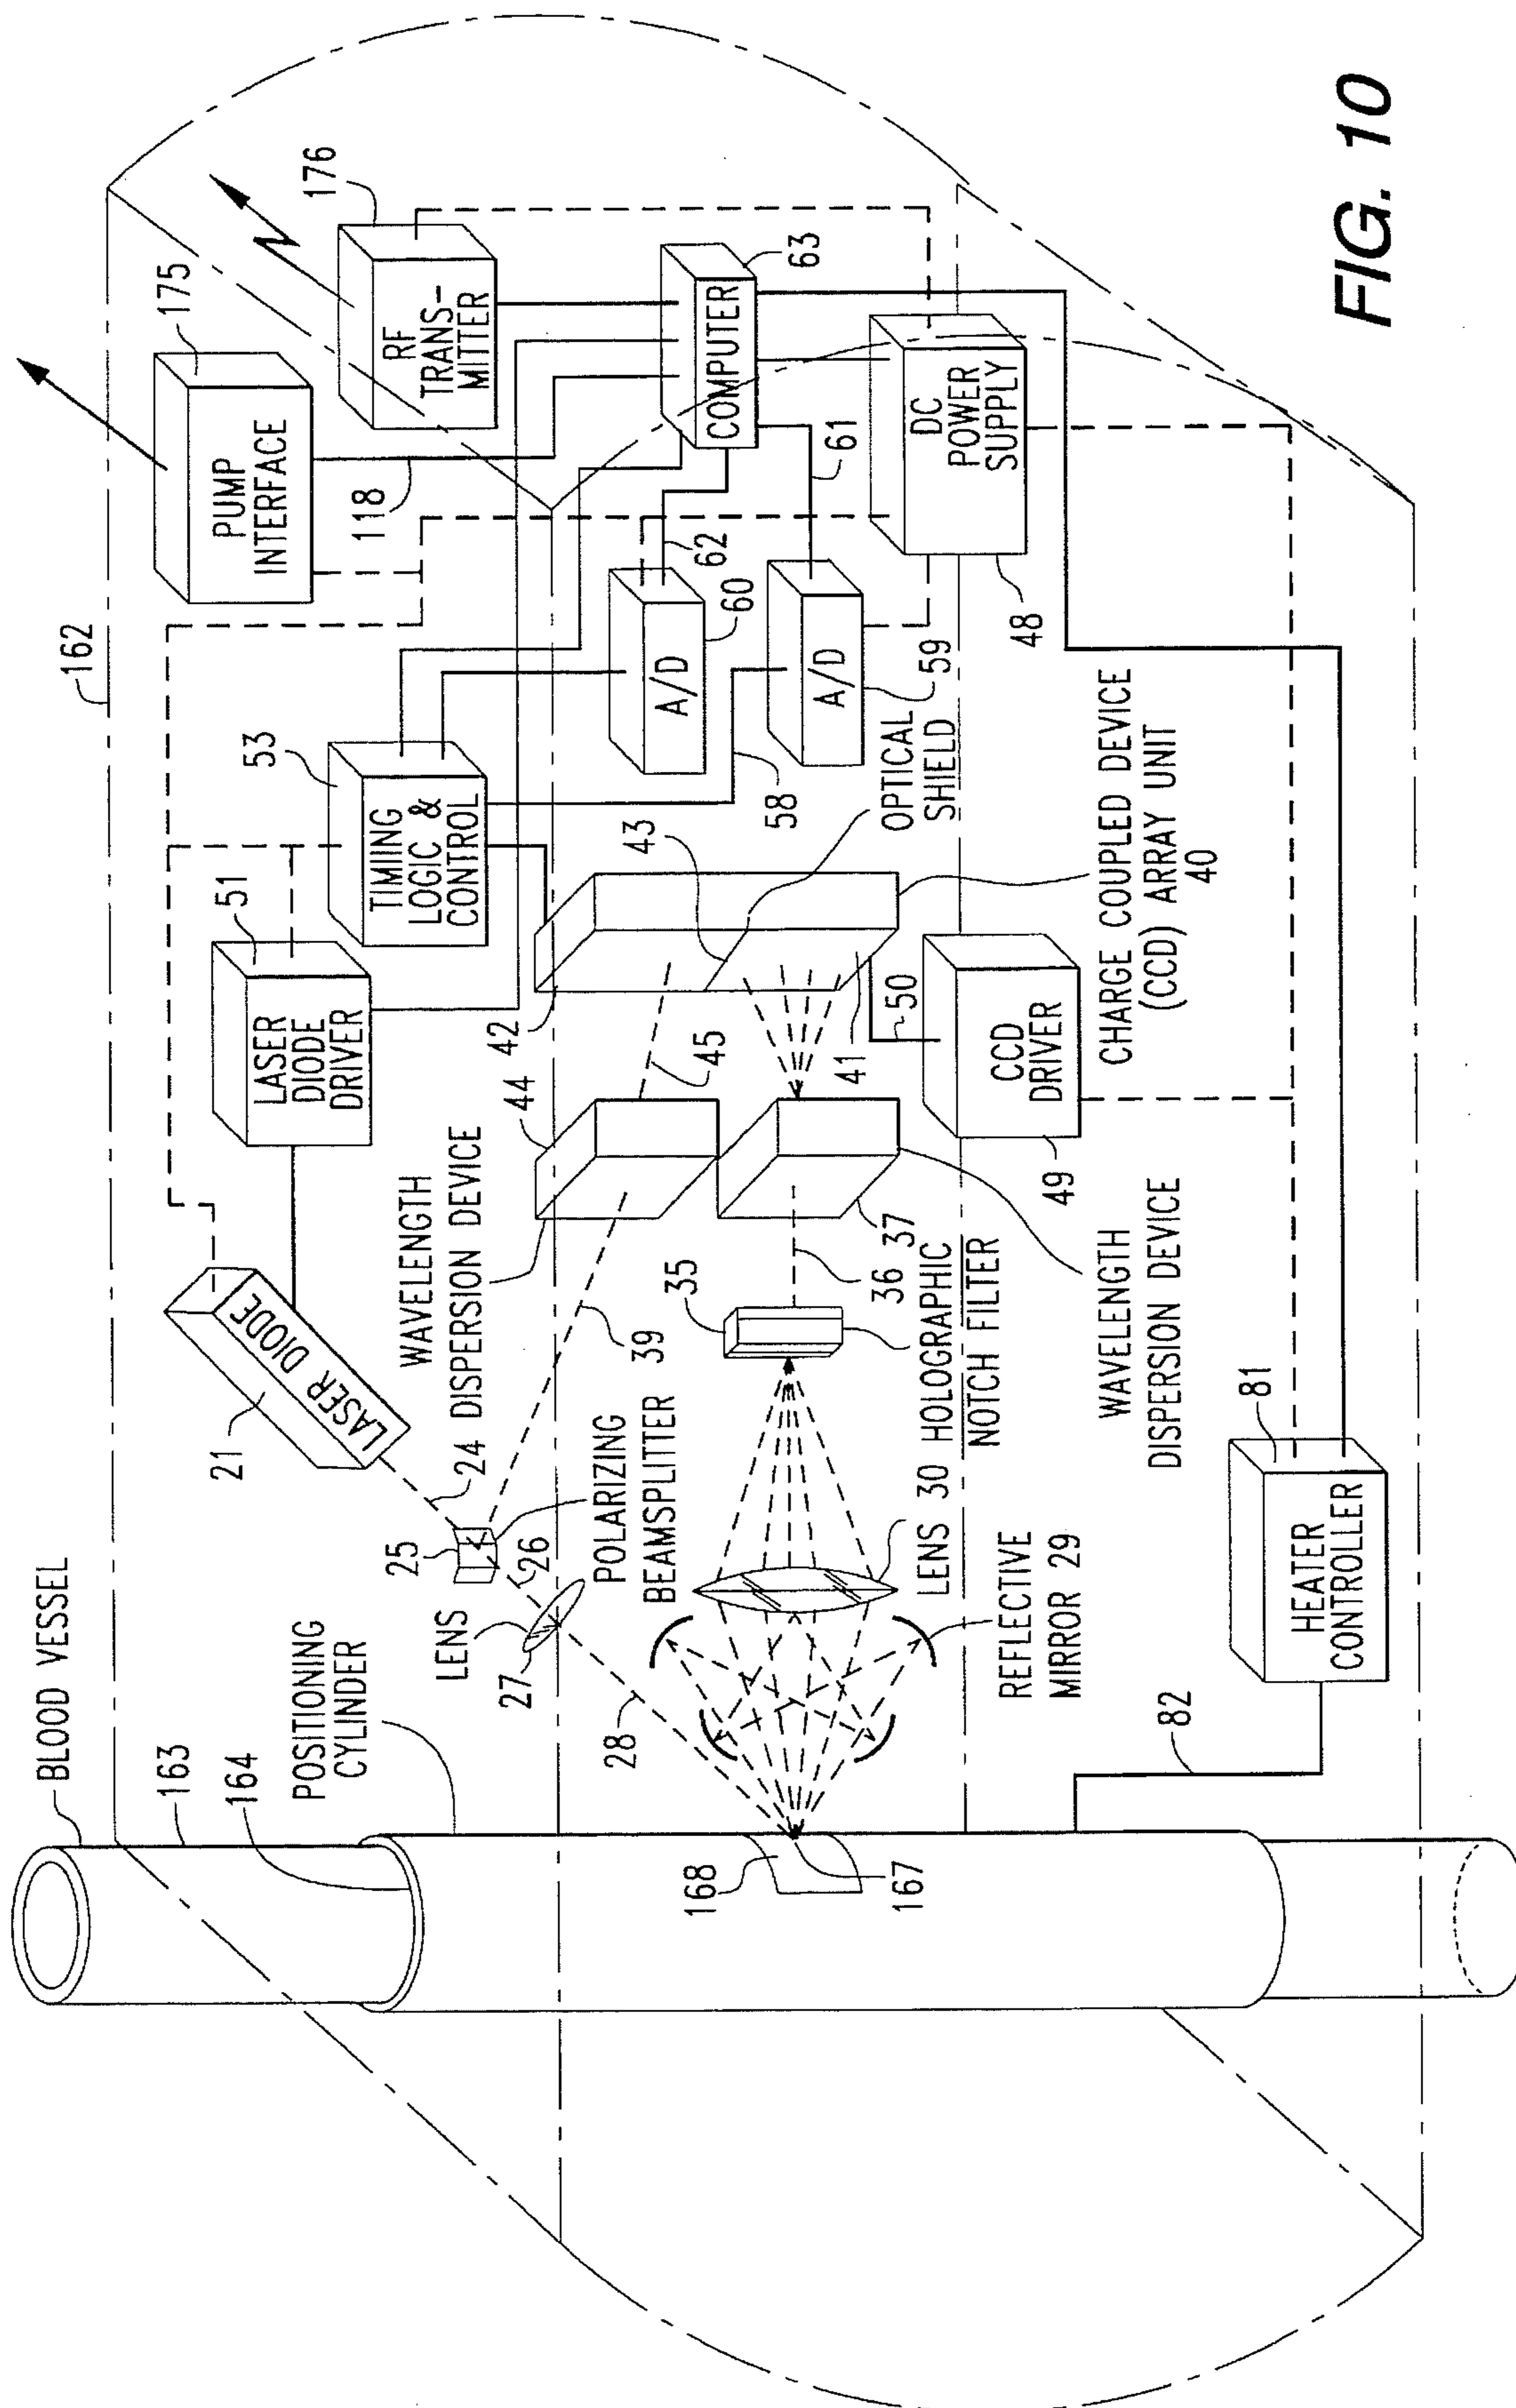 BLOOD VESSEL
163
164
POSITIONING
CYLINDER
162
PUMP
INTERFACE
175
118
RF
TRANS-
MITTER
176
COMPUTER
63
LASER DIODE
21
LASER
DIODE
DRIVER
51
TIMIING
LOGIC &
CONTROL
53
A/D
60
62
A/D
59
61
58
DC
POWER
SUPPLY
48
24
25
26
POLARIZING
BEAMSPLITTER
LENS
27
28
39
WAVELENGTH
DISPERSION DEVICE
44
45
42
43
41
OPTICAL
SHIELD
CHARGE COUPLED DEVICE
(CCD) ARRAY UNIT
40
CCD
DRIVER
49
50
35
36
37
HOLOGRAPHIC
NOTCH FILTER
WAVELENGTH
DISPERSION DEVICE
LENS 30
REFLECTIVE
MIRROR 29
168
167
HEATER
CONTROLLER
81
82
FIG. 10